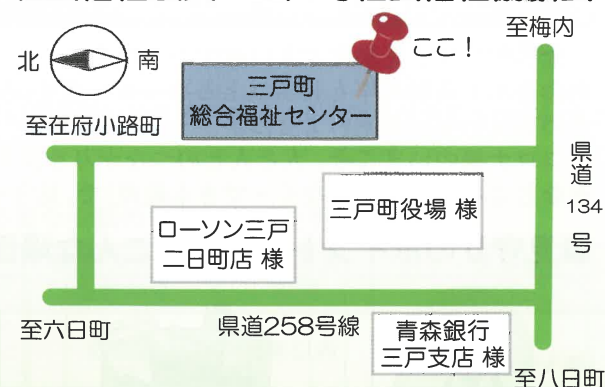 至梅内
北
南
ここ！
三戸町
総合福祉センター
至在府小路町
県道134号
三戸町役場 様
ローソン三戸
二日町店 様
至六日町
県道258号線
青森銀行
三戸支店 様
至八日町